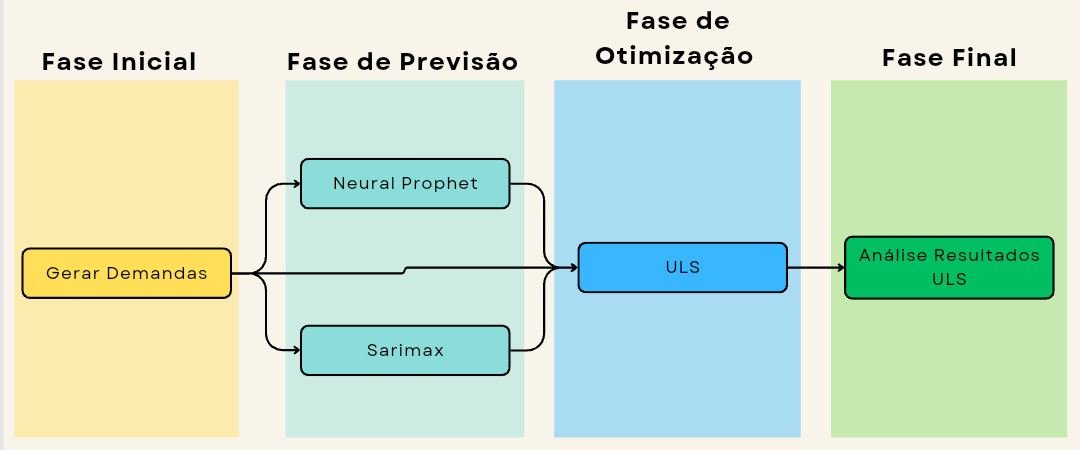 Fase Inicial
Fase de Previsão
Fase de
Otimização
Fase Final
Gerar Demandas
Neural Prophet
Sarimax
ULS
Análise Resultados
ULS